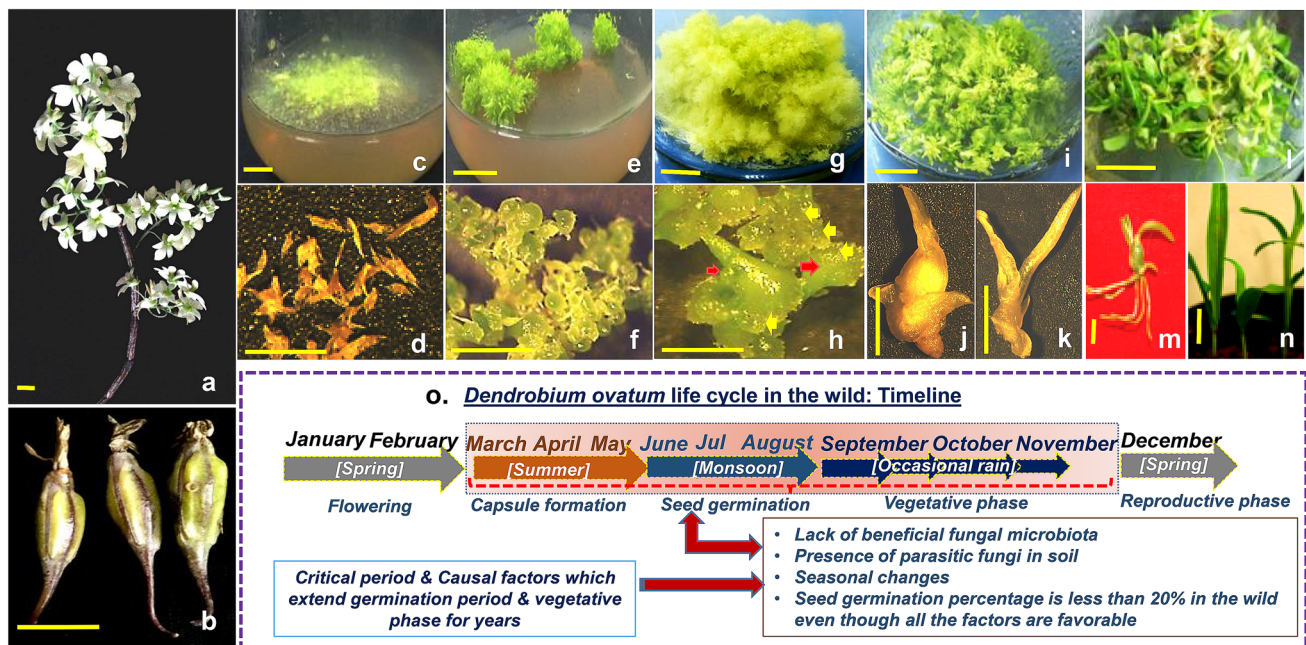 a
b
c
d
e
f
g
h
i
j
k
l
m
n
o. Dendrobium ovatum life cycle in the wild: Timeline
January February March April May June Jul August September October November December
[Spring] [Summer] [Monsoon] [Occasional rain] [Spring]
Flowering Capsule formation Seed germination Vegetative phase Reproductive phase
Critical period & Causal factors which
extend germination period & vegetative
phase for years
• Lack of beneficial fungal microbiota
• Presence of parasitic fungi in soil
• Seasonal changes
• Seed germination percentage is less than 20% in the wild
even though all the factors are favorable